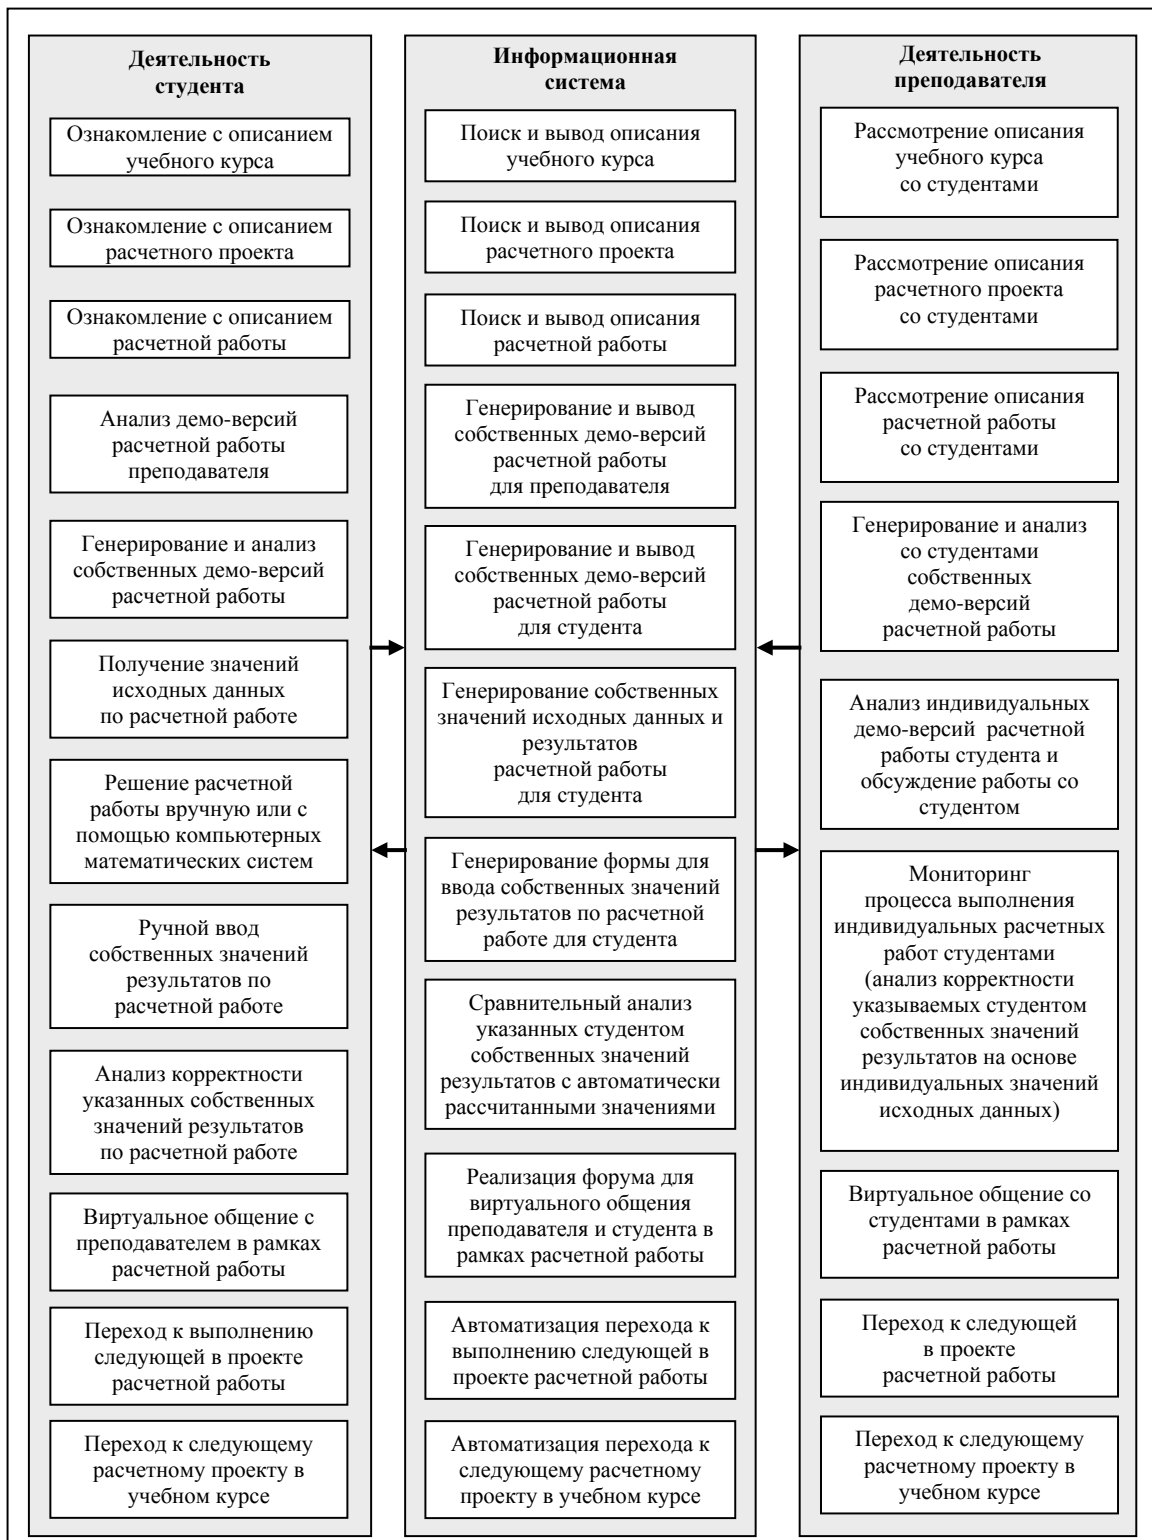 Деятельность
студента
Ознакомление с описанием
учебного курса
Ознакомление с описанием
расчетного проекта
Ознакомление с описанием
расчетной работы
Анализ демо-версий
расчетной работы
преподавателя
Генерирование и анализ
собственных демо-версий
расчетной работы
Получение значений
исходных данных
по расчетной работе
Решение расчетной
работы вручную или с
помощью компьютерных
математических систем
Ручной ввод
собственных значений
результатов по
расчетной работе
Анализ корректности
указанных собственных
значений результатов
по расчетной работе
Виртуальное общение с
преподавателем в рамках
расчетной работы
Переход к выполнению
следующей в проекте
расчетной работы
Переход к следующему
расчетному проекту в
учебном курсе
Информационная
система
Поиск и вывод описания
учебного курса
Поиск и вывод описания
расчетного проекта
Поиск и вывод описания
расчетной работы
Генерирование и вывод
собственных демо-версий
расчетной работы
для преподавателя
Генерирование и вывод
собственных демо-версий
расчетной работы
для студента
Генерирование собственных
значений исходных данных и
результатов
расчетной работы
для студента
Генерирование формы для
ввода собственных значений
результатов по расчетной
работе для студента
Сравнительный анализ
указанных студентом
собственных значений
результатов с автоматически
рассчитанными значениями
Реализация форума для
виртуального общения
преподавателя и студента в
рамках расчетной работы
Автоматизация перехода к
выполнению следующей в
проекте расчетной работы
Автоматизация перехода к
следующему расчетному
проекту в учебном курсе
Деятельность
преподавателя
Рассмотрение описания
учебного курса
со студентами
Рассмотрение описания
расчетного проекта
со студентами
Рассмотрение описания
расчетной работы
со студентами
Генерирование и анализ
со студентами
собственных
демо-версий
расчетной работы
Анализ индивидуальных
демо-версий расчетной
работы студента и
обсуждение работы со
студентом
Мониторинг
процесса выполнения
индивидуальных расчетных
работ студентами
(анализ корректности
указываемых студентом
собственных значений
результатов на основе
индивидуальных значений
исходных данных)
Виртуальное общение со
студентами в рамках
расчетной работы
Переход к следующей
в проекте
расчетной работы
Переход к следующему
расчетному проекту в
учебном курсе